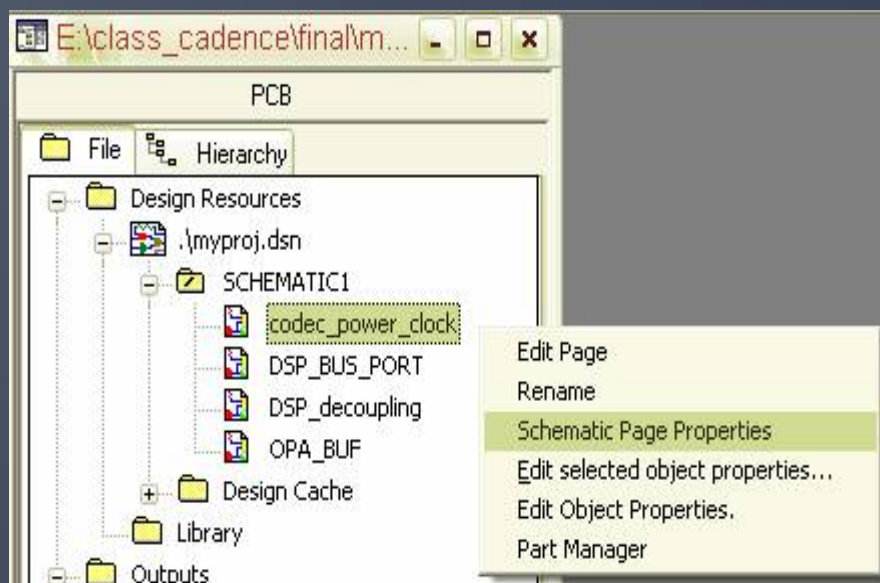 E:\class_cadence\final\m...
PCB
File Hierarchy
Design Resources
.\myproj.dsn
SCHEMATIC1
codec_power_clock
DSP_BUS_PORT
DSP_decoupling
OPA_BUF
Design Cache
Library
Outputs
Edit Page
Rename
Schematic Page Properties
Edit selected object properties...
Edit Object Properties.
Part Manager